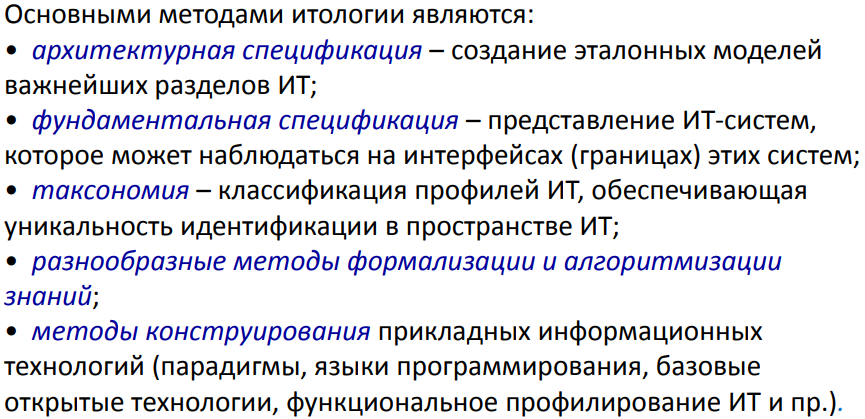 Основными методами итологии являются:
• архитектурная спецификация – создание эталонных моделей
важнейших разделов ИТ;
• фундаментальная спецификация – представление ИТ-систем,
которое может наблюдаться на интерфейсах (границах) этих систем;
• таксономия – классификация профилей ИТ, обеспечивающая
уникальность идентификации в пространстве ИТ;
• разнообразные методы формализации и алгоритмизации
знаний;
• методы конструирования прикладных информационных
технологий (парадигмы, языки программирования, базовые
открытые технологии, функциональное профилирование ИТ и пр.).